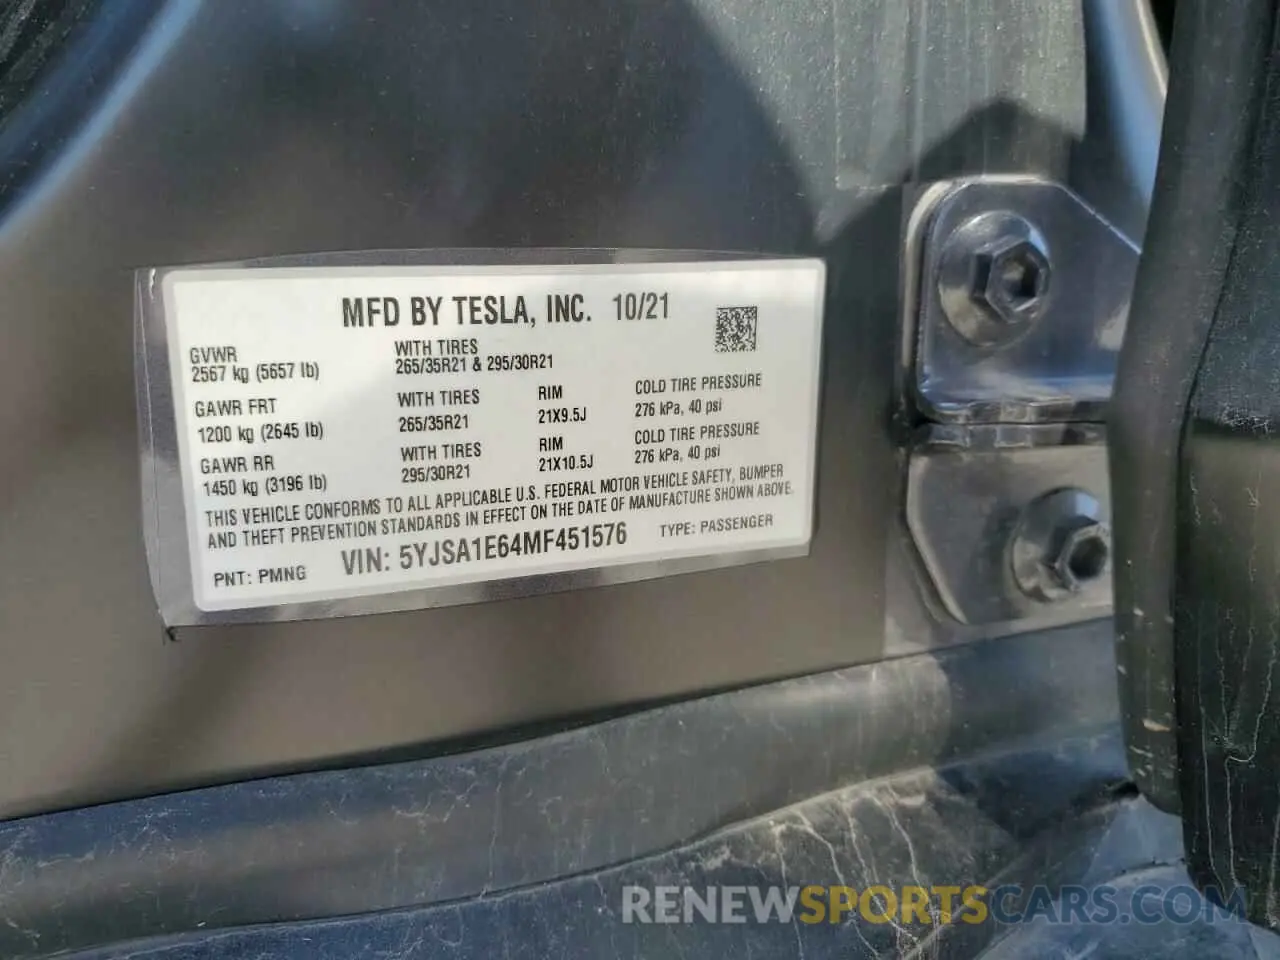 MFD BY TESLA, INC. 10/21
GVWR
2567 kg (5657 lb)
WITH TIRES
265/35R21 & 295/30R21
GAWR FRT
1200 kg (2645 lb)
WITH TIRES
265/35R21
RIM
21X9.5J
COLD TIRE PRESSURE
276 kPa, 40 psi
GAWR RR
1450 kg (3196 lb)
WITH TIRES
295/30R21
RIM
21X10.5J
COLD TIRE PRESSURE
276 kPa, 40 psi
THIS VEHICLE CONFORMS TO ALL APPLICABLE U.S. FEDERAL MOTOR VEHICLE SAFETY, BUMPER
AND THEFT PREVENTION STANDARDS IN EFFECT ON THE DATE OF MANUFACTURE SHOWN ABOVE.
PNT: PMNG VIN: 5YJSA1E64MF451576 TYPE: PASSENGER
RENEWSPORTSCARS.COM